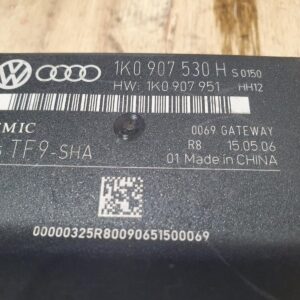 1K0 907 530 H S 0150
HW: 1K0 907 951 HH12
TF9-SHA
0069 GATEWAY
R8 15.05.06
01 Made in CHINA
00000325R80090651500069